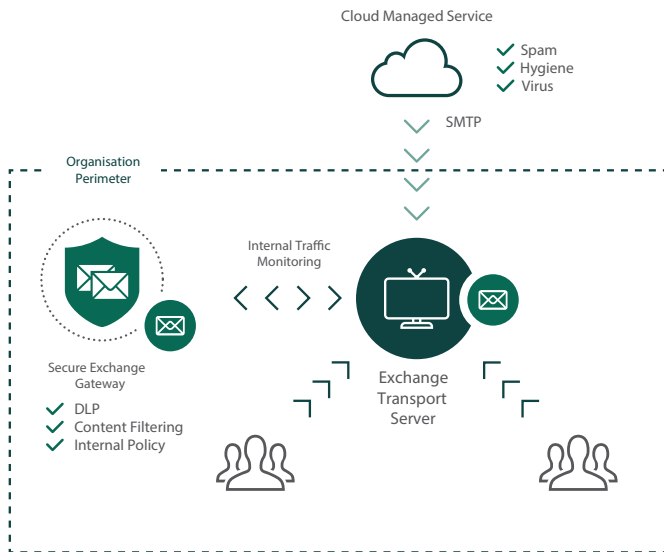 Cloud Managed Service
Spam
Hygiene
Virus
SMTP
Organisation
Perimeter
Internal Traffic
Monitoring
Secure Exchange
Gateway
DLP
Content Filtering
Internal Policy
Exchange
Transport
Server